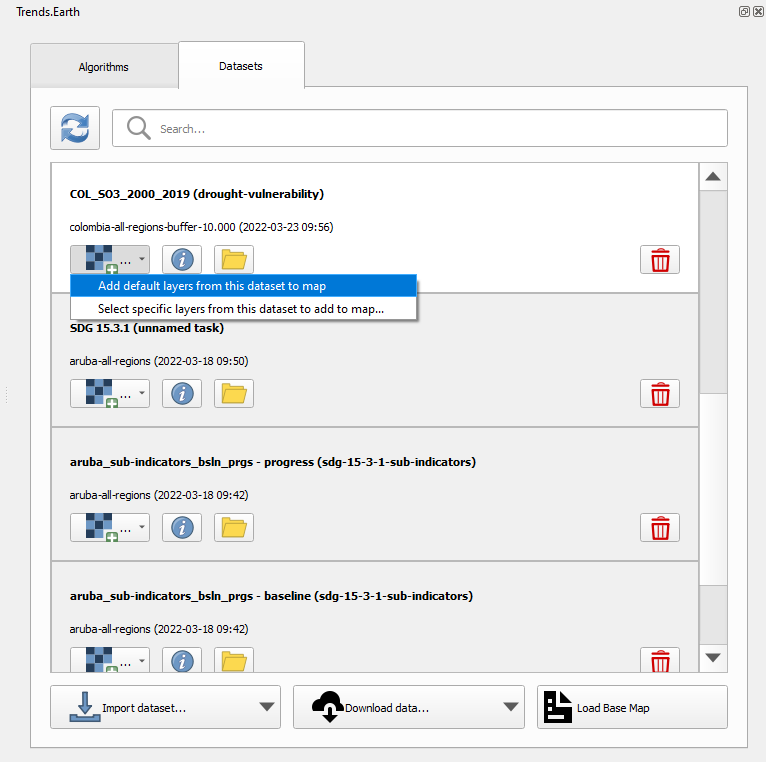 Trends.Earth
Algorithms
Datasets
Search...
COL_SO3_2000_2019 (drought-vulnerability)
colombia-all-regions-buffer-10.000 (2022-03-23 09:56)
...
Add default layers from this dataset to map
Select specific layers from this dataset to add to map...
SDG 15.3.1 (unnamed task)
aruba-all-regions (2022-03-18 09:50)
...
aruba_sub-indicators_bsln_prgs - progress (sdg-15-3-1-sub-indicators)
aruba-all-regions (2022-03-18 09:42)
...
aruba_sub-indicators_bsln_prgs - baseline (sdg-15-3-1-sub-indicators)
aruba-all-regions (2022-03-18 09:42)
...
Import dataset...
Download data...
Load Base Map